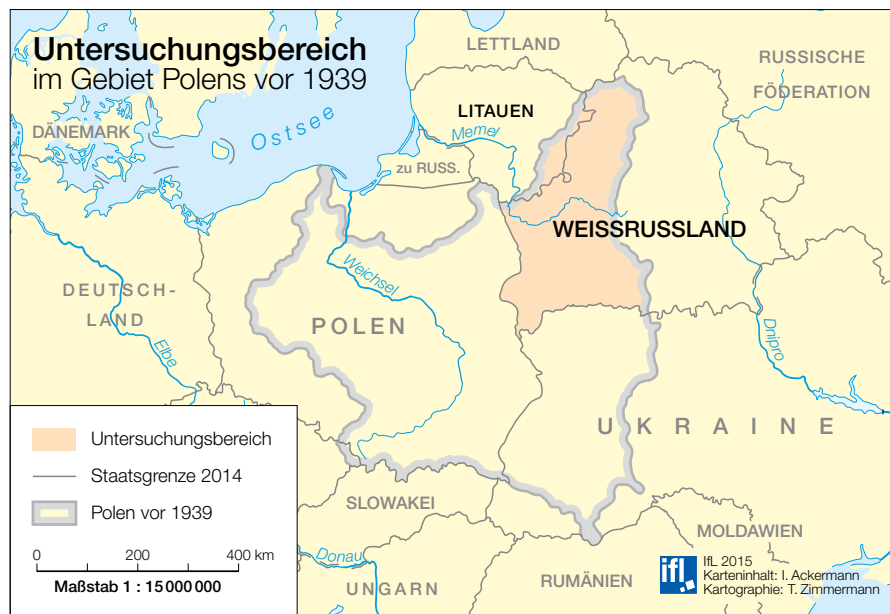 Untersuchungsbereich
im Gebiet Polens vor 1939
LETTLAND
RUSSISCHE
FÖDERATION
DÄNEMARK
Ostsee
LITAUEN
Memel
zu RUSS.
WEISSRUSSLAND
Weichsel
DEUTSCH-
LAND
POLEN
Elbe
Dnipro
UKRAINE
Untersuchungsbereich
Staatsgrenze 2014
Polen vor 1939
0 200 400 km
Maßstab 1 : 15 000 000
SLOWAKEI
Donau
UNGARN
RUMÄNIEN
MOLDAWIEN
ifl
IfL 2015
Karteninhalt: I. Ackermann
Kartographie: T. Zimmermann